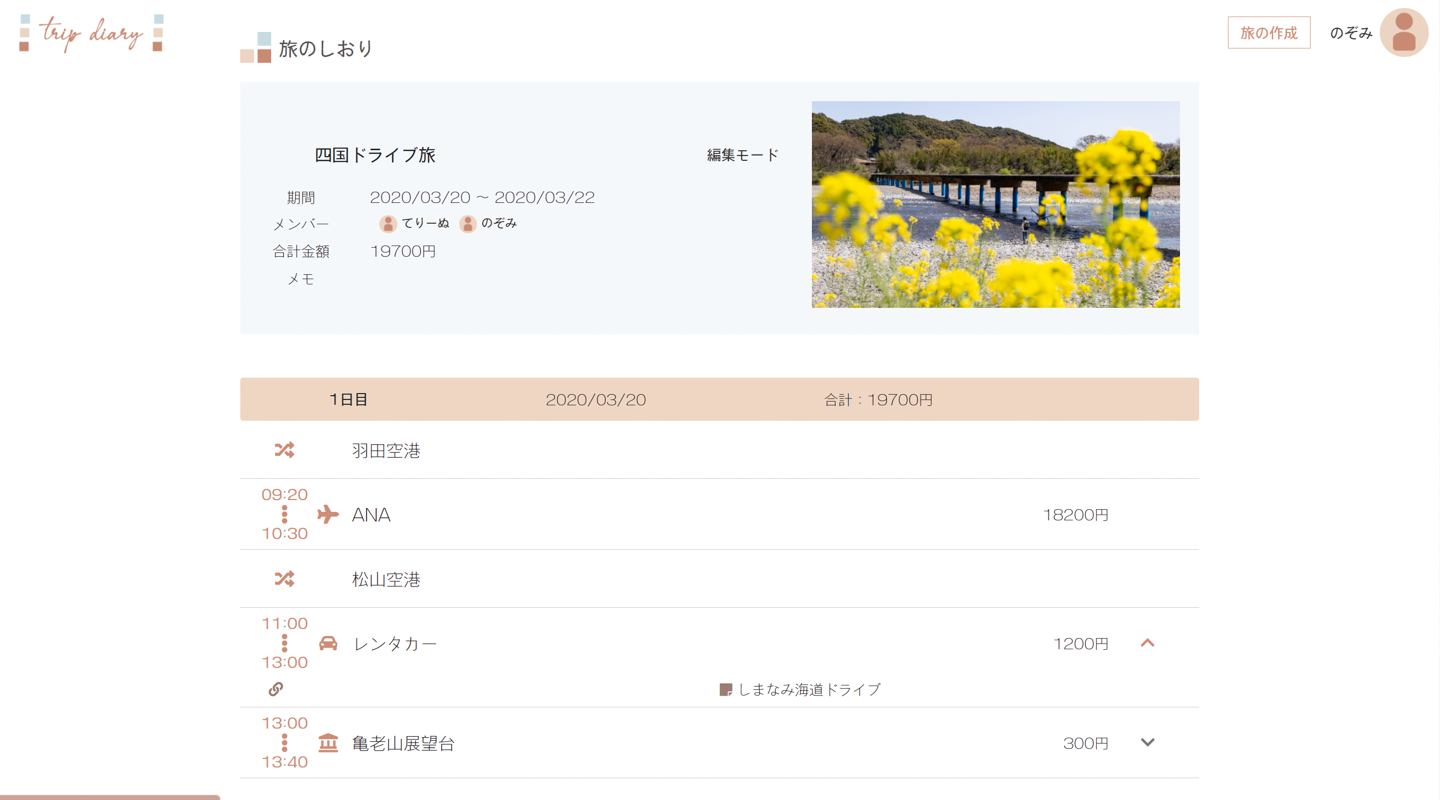 trip diary
旅の作成
のぞみ
旅のしおり
四国ドライブ旅
編集モード
期間 2020/03/20 ~ 2020/03/22
メンバー てりーぬ のぞみ
合計金額 19700円
メモ
1日目 2020/03/20 合計：19700円
羽田空港
09:20
10:30
ANA 18200円
松山空港
11:00
13:00
レンタカー 1200円
しまなみ海道ドライブ
13:00
13:40
亀老山展望台 300円